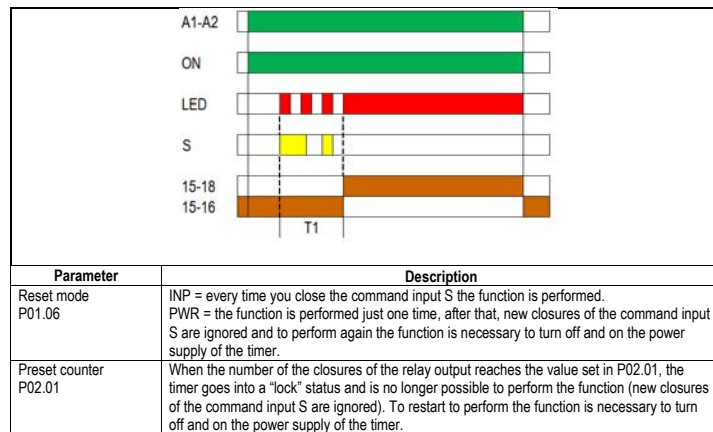 A1-A2
ON
LED
S
15-18
15-16
T1
Parameter Description
Reset mode INP = every time you close the command input S the function is performed.
P01.06 PWR = the function is performed just one time, after that, new closures of the command input
S are ignored and to perform again the function is necessary to turn off and on the power
supply of the timer.
Preset counter When the number of the closures of the relay output reaches the value set in P02.01, the
P02.01 timer goes into a “lock” status and is no longer possible to perform the function (new closures
of the command input S are ignored). To restart to perform the function is necessary to turn
off and on the power supply of the timer.